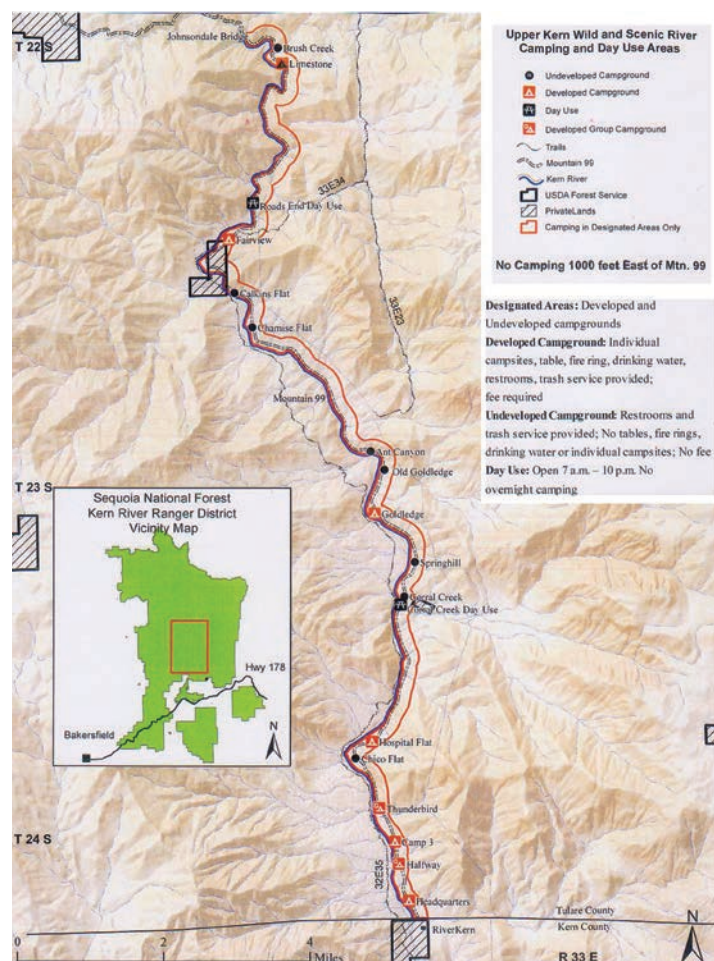 T 22 S
Johnsondale Bridge
Brush Creek
Limestone
33E34
Roads End Day Use
Fairview
Calkins Flat
Chamise Flat
33E23
Mountain 99
Ant Canyon
Old Goldledge
T 23 S
Goldledge
Springhill
Corral Creek
Corral Creek Day Use
Hospital Flat
Chico Flat
Thunderbird
T 24 S
Camp 3
Halfway
32E35
Headquarters
Tulare County
Kern County
RiverKern
N
0
2
4
Miles
R 33 E
Upper Kern Wild and Scenic River
Camping and Day Use Areas
Undeveloped Campground
Developed Campground
Day Use
Developed Group Campground
Trails
Mountain 99
Kern River
USDA Forest Service
PrivateLands
Camping in Designated Areas Only
No Camping 1000 feet East of Mtn. 99
Designated Areas: Developed and
Undeveloped campgrounds
Developed Campground: Individual
campsites, table, fire ring, drinking water,
restrooms, trash service provided;
fee required
Undeveloped Campground: Restrooms and
trash service provided; No tables, fire rings,
drinking water or individual campsites; No fee
Day Use: Open 7 a.m. – 10 p.m. No
overnight camping
Sequoia National Forest
Kern River Ranger District
Vicinity Map
Hwy 178
Bakersfield
N